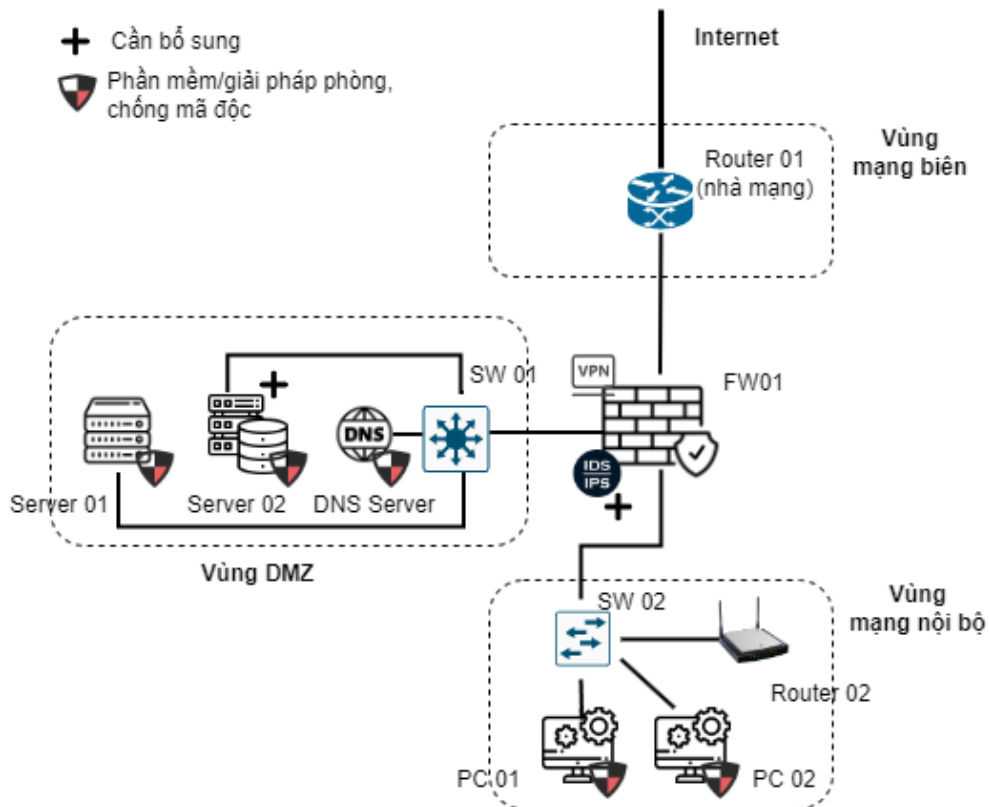 Cần bổ sung
Phần mềm/giải pháp phòng,
chống mã độc
Internet
Vùng
mạng biên
Router 01
(nhà mạng)
SW 01
VPN
FW01
DNS
IDS
IPS
Server 01
Server 02
DNS Server
Vùng DMZ
SW 02
Vùng
mạng nội bộ
Router 02
PC 01
PC 02